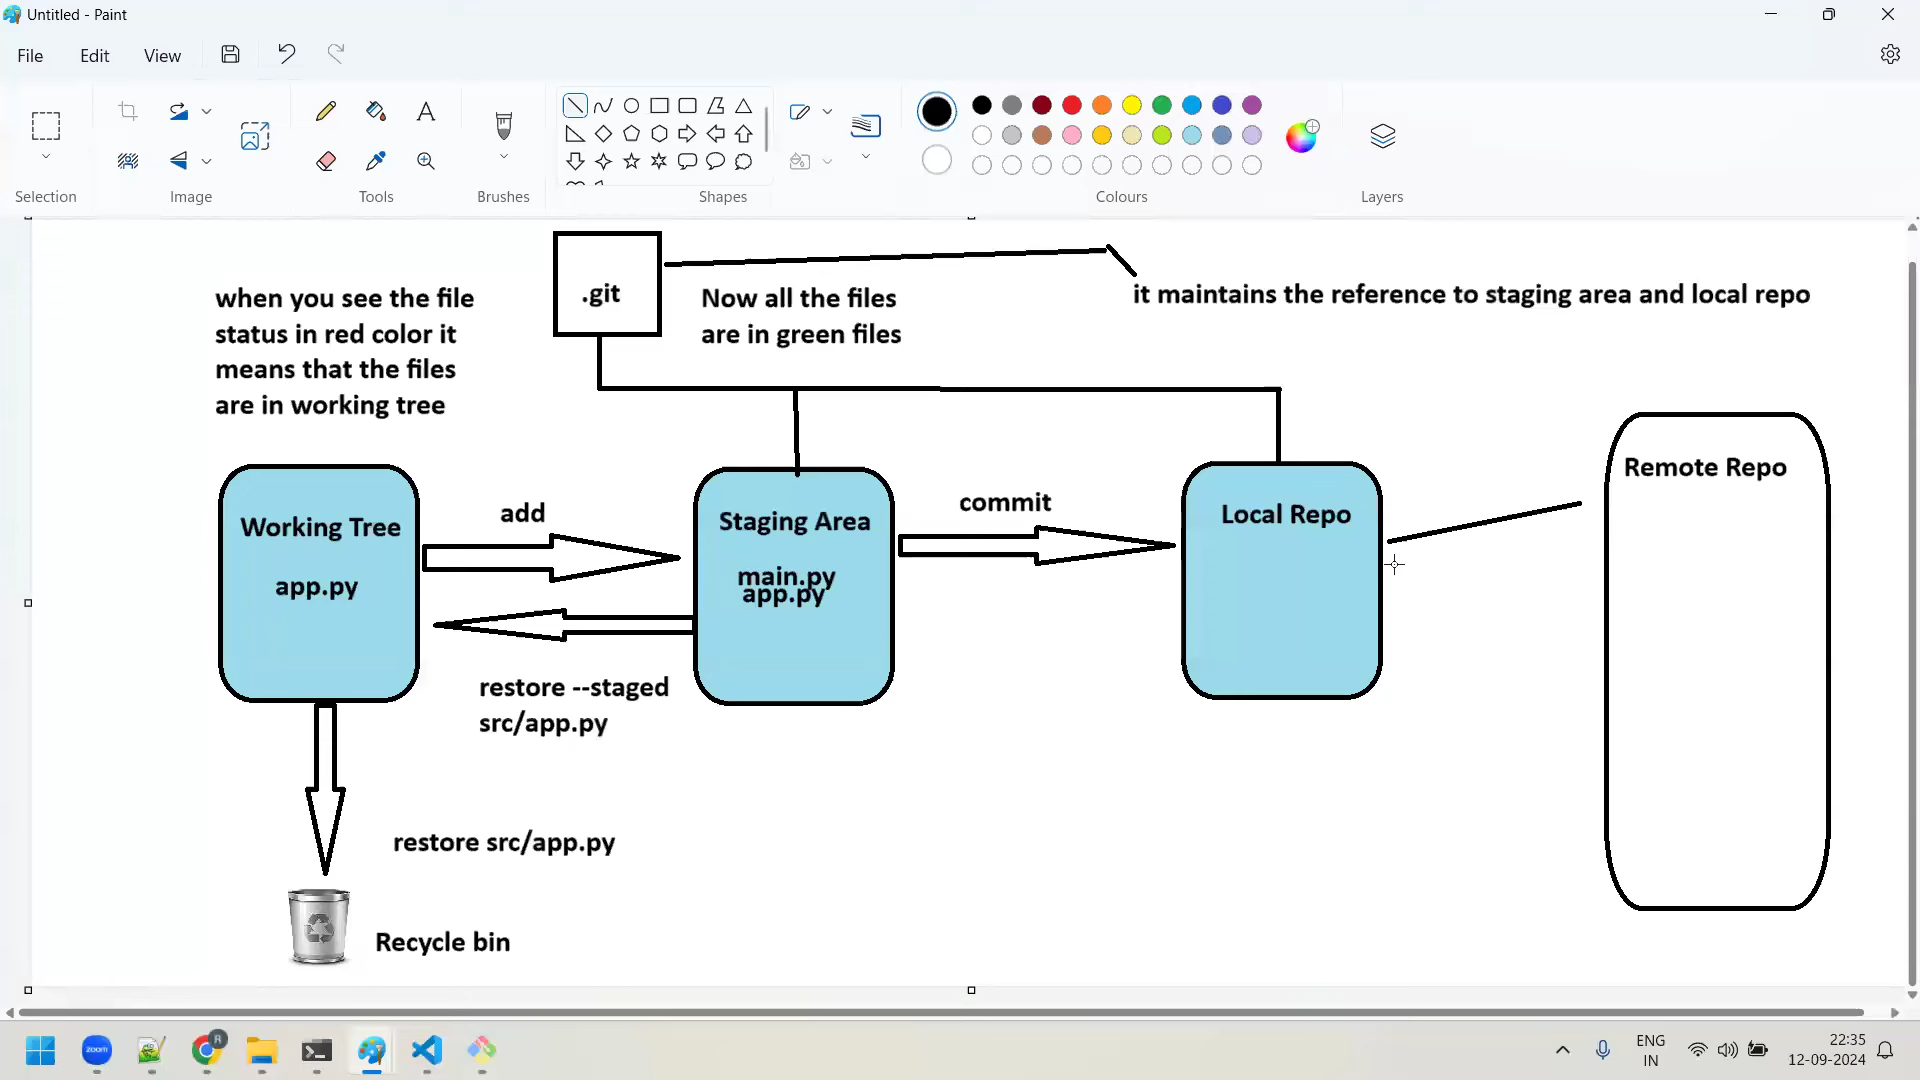 Untitled - Paint
File
Edit
View
Selection
Image
Tools
Brushes
Shapes
Colours
Layers
.git
when you see the file
status in red color it
means that the files
are in working tree
Now all the files
are in green files
it maintains the reference to staging area and local repo
Working Tree
app.py
add
Staging Area
main.py
app.py
commit
Local Repo
Remote Repo
restore --staged
src/app.py
restore src/app.py
Recycle bin
zoom
R
ENG
IN
22:35
12-09-2024